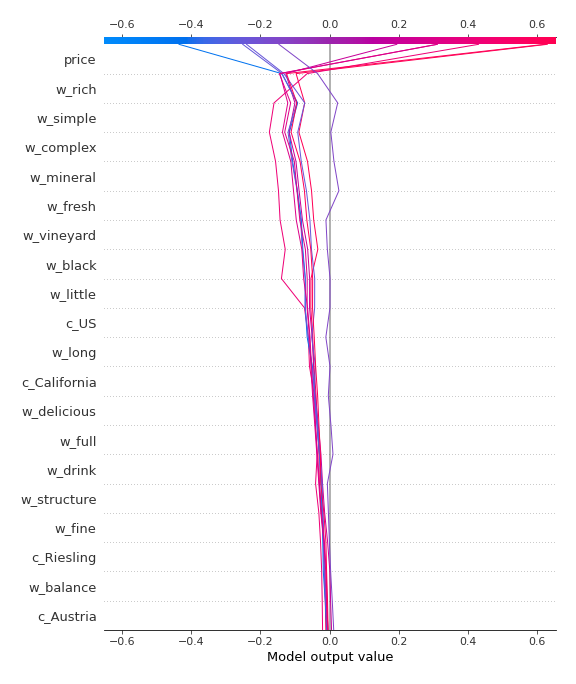 −0.6 −0.4 −0.2 0.0 0.2 0.4 0.6
price
w_rich
w_simple
w_complex
w_mineral
w_fresh
w_vineyard
w_black
w_little
c_US
w_long
c_California
w_delicious
w_full
w_drink
w_structure
w_fine
c_Riesling
w_balance
c_Austria
−0.6 −0.4 −0.2 0.0 0.2 0.4 0.6
Model output value